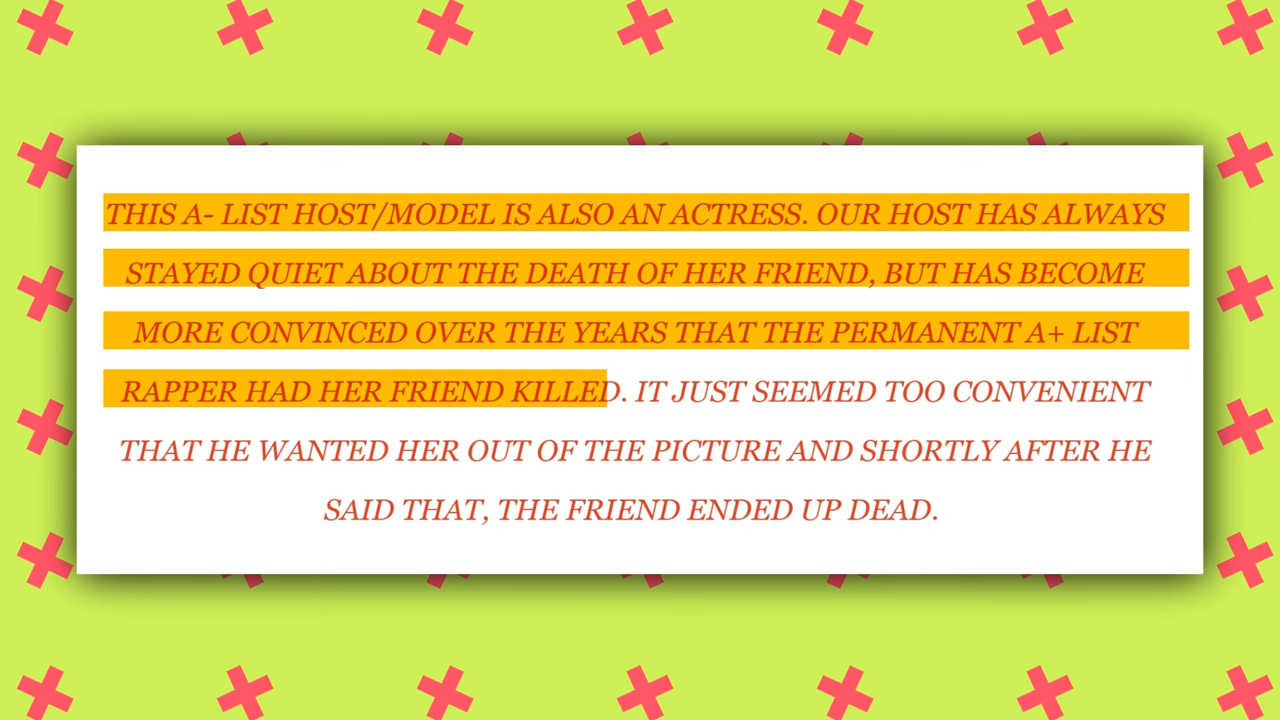 THIS A- LIST HOST/MODEL IS ALSO AN ACTRESS. OUR HOST HAS ALWAYS
STAYED QUIET ABOUT THE DEATH OF HER FRIEND, BUT HAS BECOME
MORE CONVINCED OVER THE YEARS THAT THE PERMANENT A+ LIST
RAPPER HAD HER FRIEND KILLED. IT JUST SEEMED TOO CONVENIENT
THAT HE WANTED HER OUT OF THE PICTURE AND SHORTLY AFTER HE
SAID THAT, THE FRIEND ENDED UP DEAD.